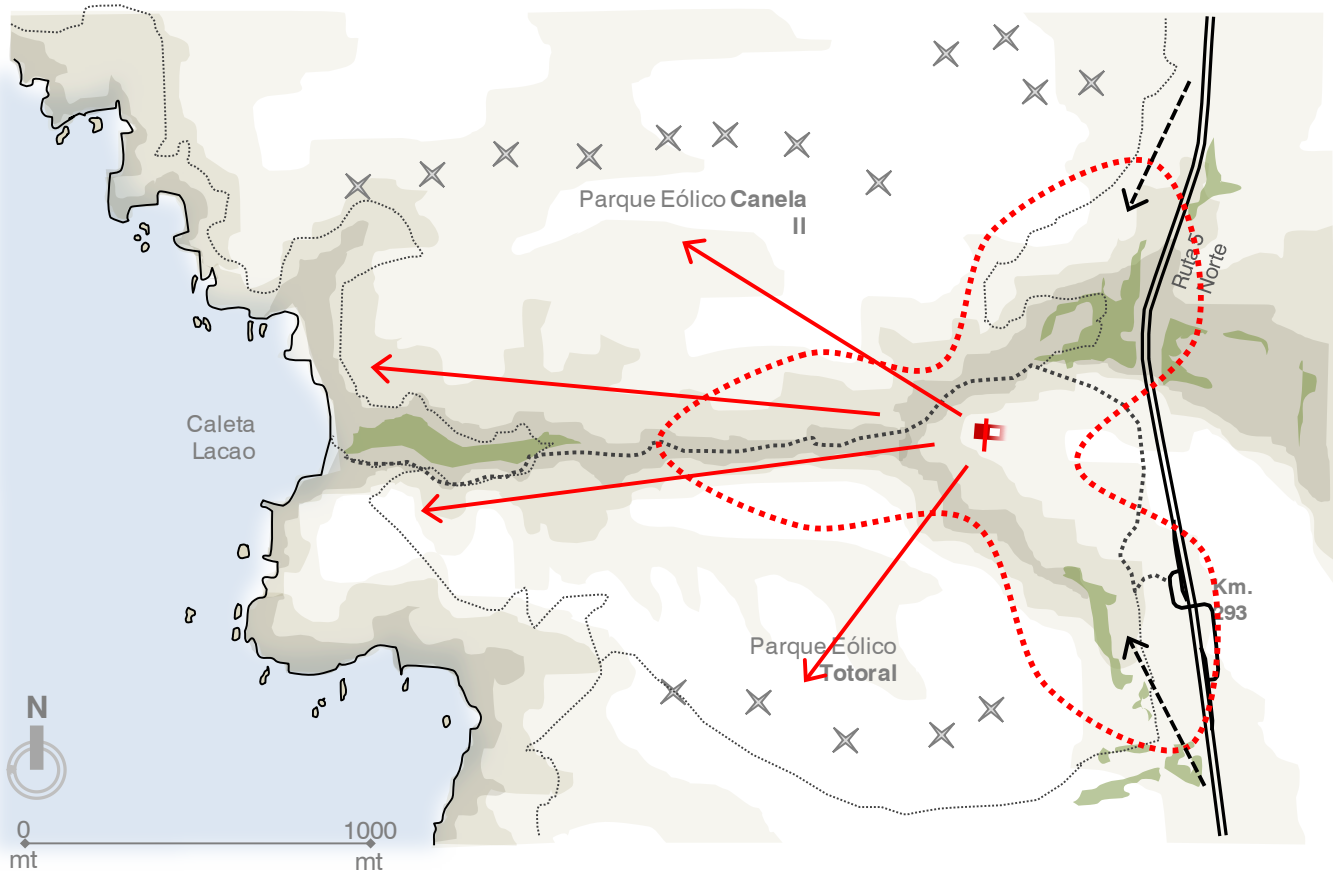 Parque Eólico Canela
II
Ruta 5
Norte
Caleta
Lacao
Km.
293
Parque Eólico
Totoral
N
0
mt
1000
mt